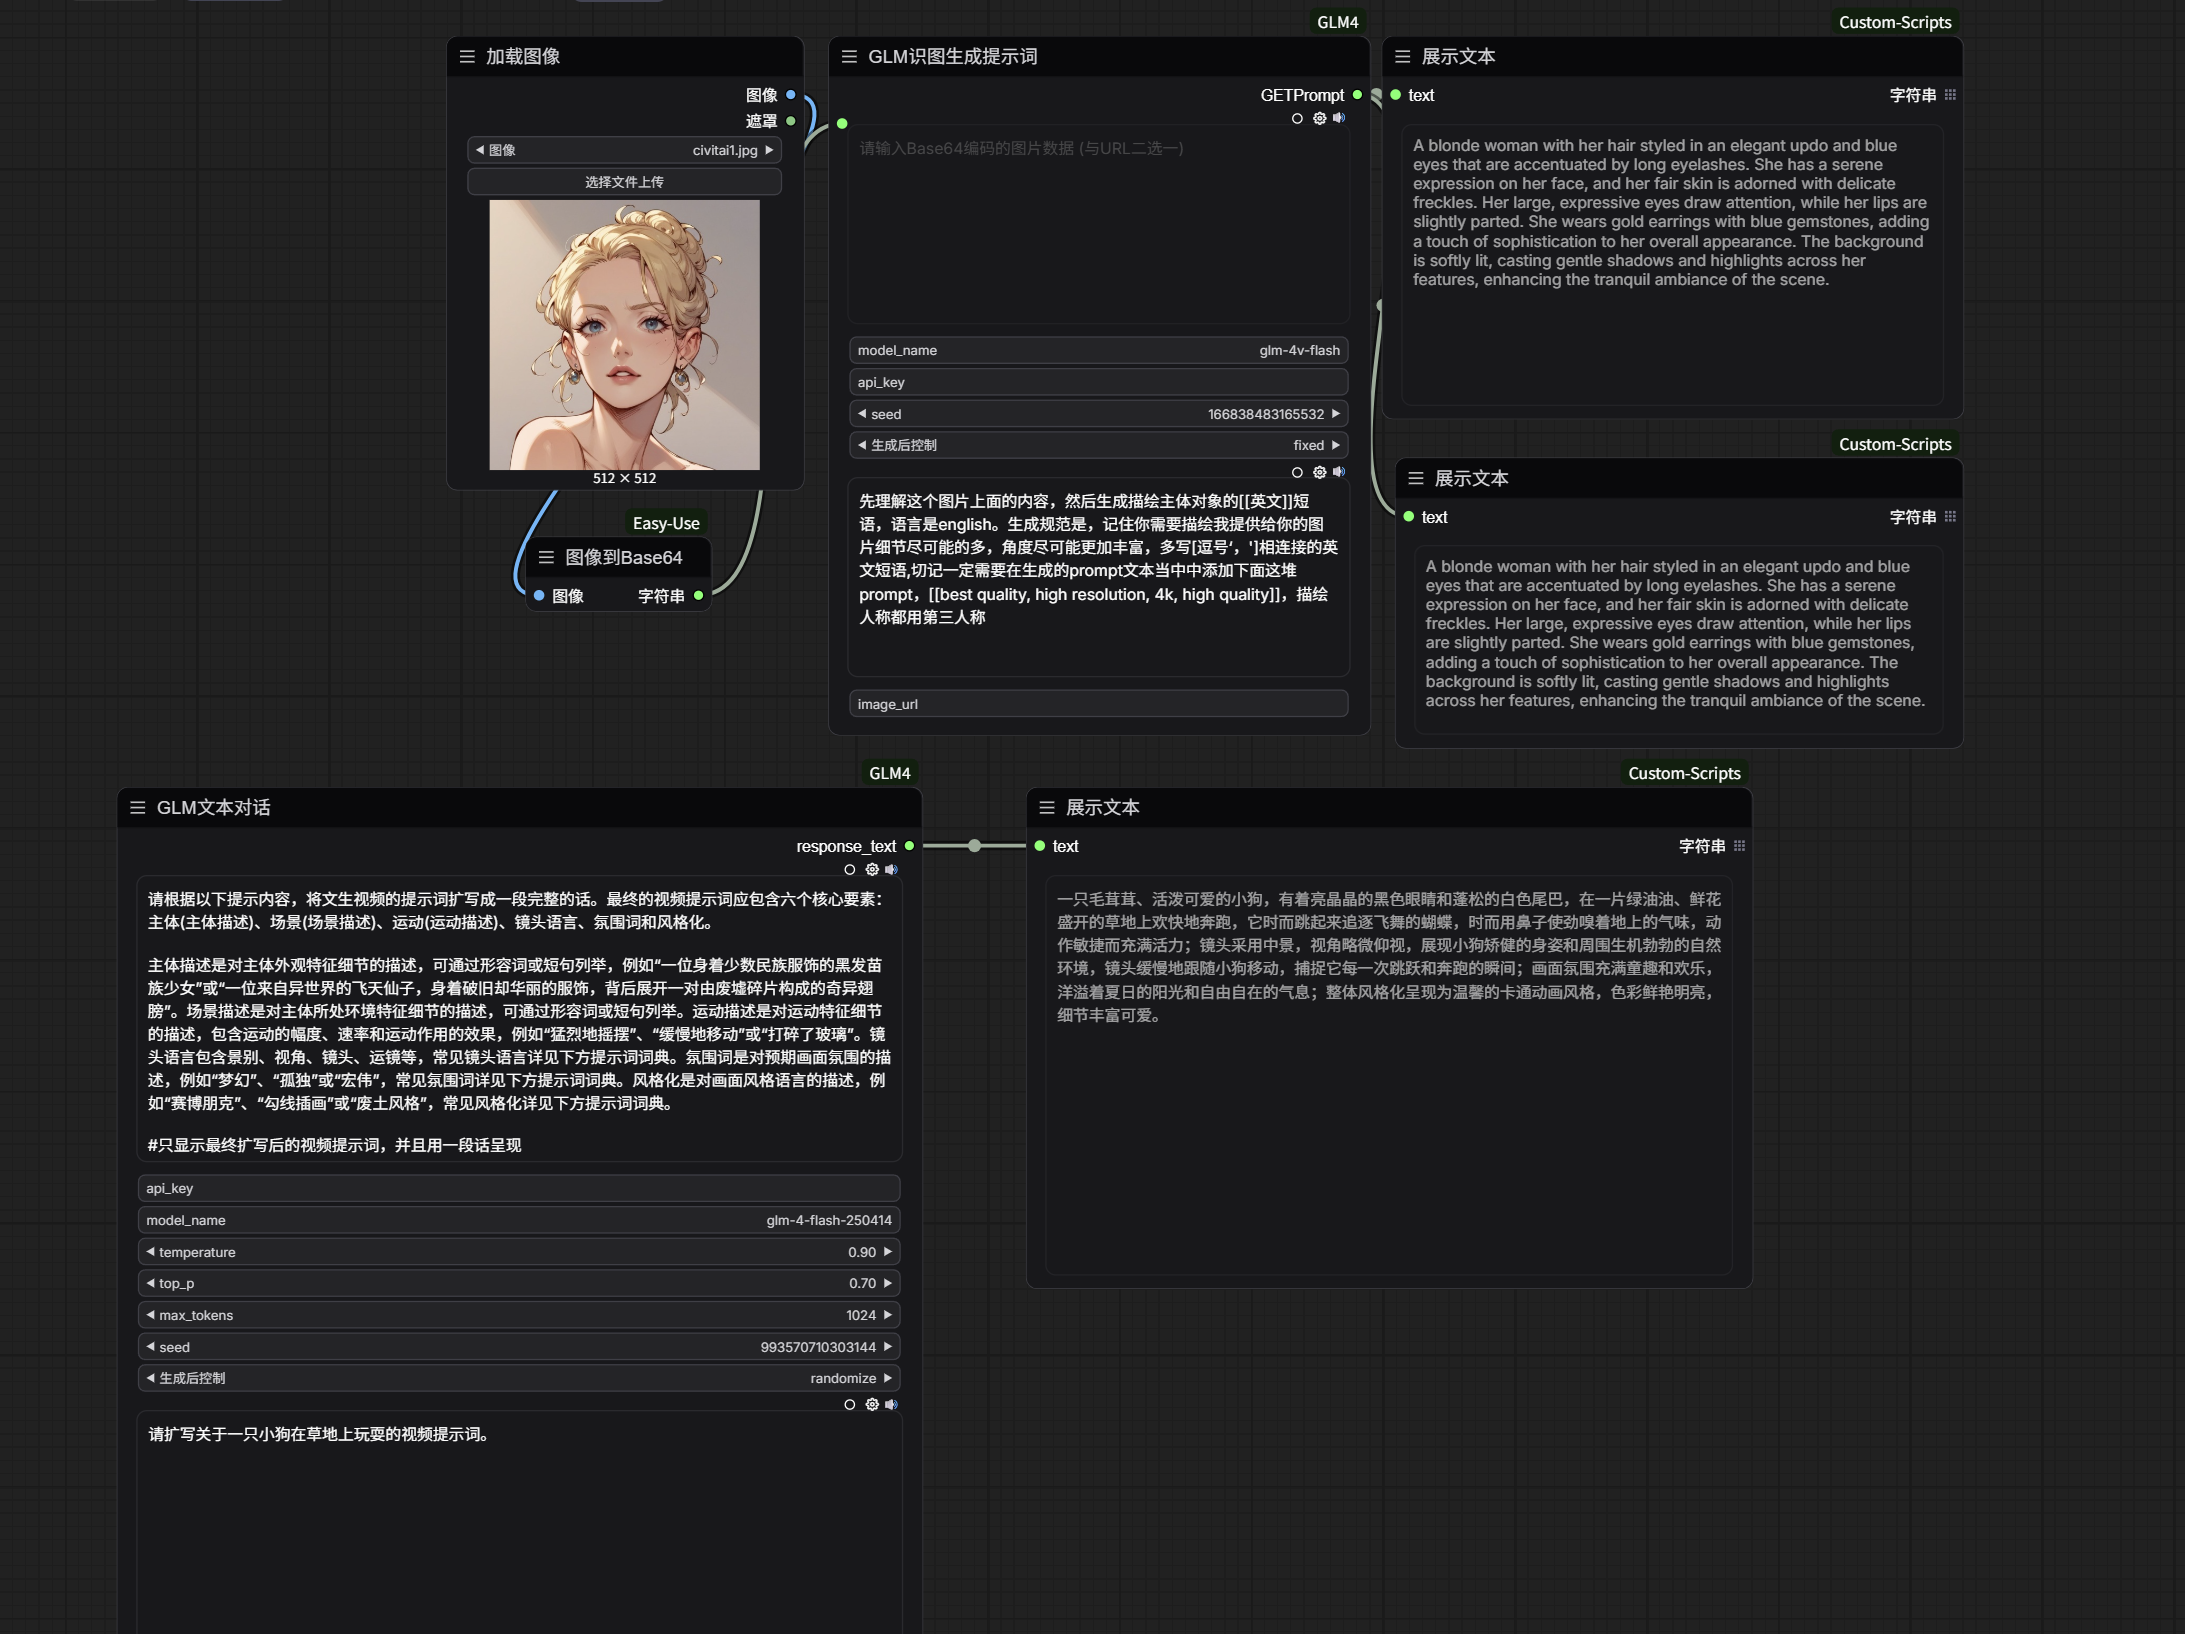 GLM4
Custom-Scripts
加载图像
图像
遮罩
图像 civitai1.jpg
选择文件上传
512 × 512
Easy-Use
图像到Base64
图像 字符串
GLM识图生成提示词
GETPrompt
请输入Base64编码的图片数据 (与URL二选一)
model_name glm-4v-flash
api_key
seed 166838483165532
生成后控制 fixed
先理解这个图片上面的内容，然后生成描绘主体对象的[[英文]]短
语，语言是english。生成规范是，记住你需要描绘我提供给你的图
片细节尽可能的多，角度尽可能更加丰富，多写[逗号‘，']相连接的英
文短语,切记一定需要在生成的prompt文本当中中添加下面这堆
prompt，[[best quality, high resolution, 4k, high quality]]，描绘
人称都用第三人称
image_url
展示文本
text 字符串
A blonde woman with her hair styled in an elegant updo and blue
eyes that are accentuated by long eyelashes. She has a serene
expression on her face, and her fair skin is adorned with delicate
freckles. Her large, expressive eyes draw attention, while her lips are
slightly parted. She wears gold earrings with blue gemstones, adding
a touch of sophistication to her overall appearance. The background
is softly lit, casting gentle shadows and highlights across her
features, enhancing the tranquil ambiance of the scene.
Custom-Scripts
展示文本
text 字符串
A blonde woman with her hair styled in an elegant updo and blue
eyes that are accentuated by long eyelashes. She has a serene
expression on her face, and her fair skin is adorned with delicate
freckles. Her large, expressive eyes draw attention, while her lips
are slightly parted. She wears gold earrings with blue gemstones,
adding a touch of sophistication to her overall appearance. The
background is softly lit, casting gentle shadows and highlights
across her features, enhancing the tranquil ambiance of the scene.
GLM4
GLM文本对话
response_text
请根据以下提示内容，将文生视频的提示词扩写成一段完整的话。最终的视频提示词应包含六个核心要素：
主体(主体描述)、场景(场景描述)、运动(运动描述)、镜头语言、氛围词和风格化。
主体描述是对主体外观特征细节的描述，可通过形容词或短句列举，例如“一位身着少数民族服饰的黑发苗
族少女”或“一位来自异世界的飞天仙子，身着破旧却华丽的服饰，背后展开一对由废墟碎片构成的奇异翅
膀”。场景描述是对主体所处环境特征细节的描述，可通过形容词或短句列举。运动描述是对运动特征细节
的描述，包含运动的幅度、速率和运动作用的效果，例如“猛烈地摇摆”、“缓慢地移动”或“打碎了玻璃”。镜
头语言包含景别、视角、镜头、运镜等，常见镜头语言详见下方提示词词典。氛围词是对预期画面氛围的描
述，例如“梦幻”、“孤独”或“宏伟”，常见氛围词详见下方提示词词典。风格化是对画面风格语言的描述，例
如“赛博朋克”、“勾线插画”或“废土风格”，常见风格化详见下方提示词词典。
#只显示最终扩写后的视频提示词，并且用一段话呈现
api_key
model_name glm-4-flash-250414
temperature 0.90
top_p 0.70
max_tokens 1024
seed 993570710303144
生成后控制 randomize
请扩写关于一只小狗在草地上玩耍的视频提示词。
Custom-Scripts
展示文本
text 字符串
一只毛茸茸、活泼可爱的小狗，有着亮晶晶的黑色眼睛和蓬松的白色尾巴，在一片绿油油、鲜花
盛开的草地上欢快地奔跑，它时而跳起来追逐飞舞的蝴蝶，时而用鼻子使劲嗅着地上的气味，动
作敏捷而充满活力；镜头采用中景，视角略微仰视，展现小狗矫健的身姿和周围生机勃勃的自然
环境，镜头缓慢地跟随小狗移动，捕捉它每一次跳跃和奔跑的瞬间；画面氛围充满童趣和欢乐，
洋溢着夏日的阳光和自由自在的气息；整体风格化呈现为温馨的卡通动画风格，色彩鲜艳明亮，
细节丰富可爱。